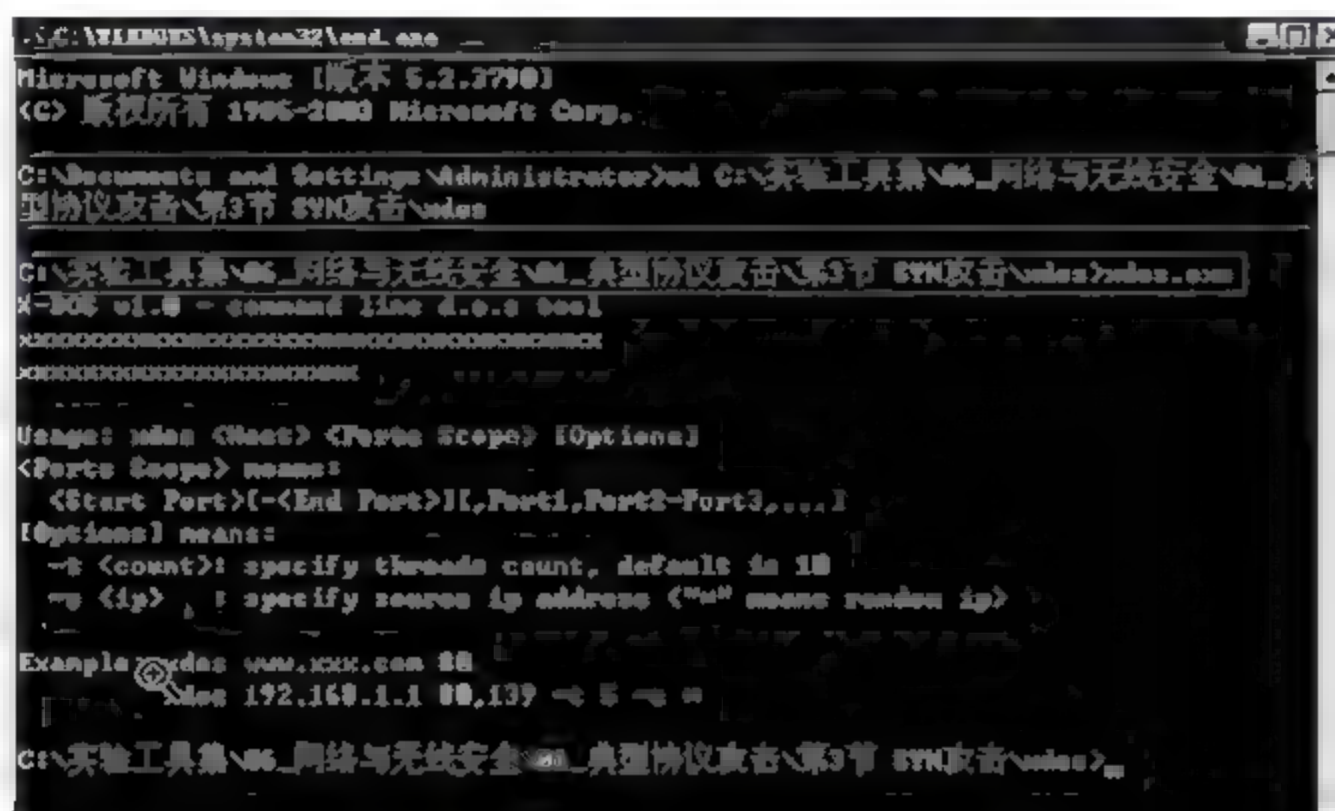 C:\WINDOWS\system32\cmd.exe
Microsoft Windows [版本 5.2.3790]
<C> 版权所有 1985-2003 Microsoft Corp.
C:\Documents and Settings\Administrator>cd C:\实验工具集\06_网络与无线安全\01_典
型协议攻击\第3节 SYN攻击\xdos
C:\实验工具集\06_网络与无线安全\01_典型协议攻击\第3节 SYN攻击\xdos>xdos.exe
X-DOS v1.0 - command line d.o.s tool
Usage: xdos <Host> <Ports Scope> [Options]
<Ports Scope> means:
<Start Port>[-<End Port>][,Port1,Port2-Port3,...]
[Options] means:
-t <count>: specify threads count, default is 10
<ip> : specify source ip address <"*" means random ip>
Example: xdos www.xxx.com 80
xdos 192.168.1.1 80,139 -t 5 *
C:\实验工具集\06_网络与无线安全\01_典型协议攻击\第3节 SYN攻击\xdos>_